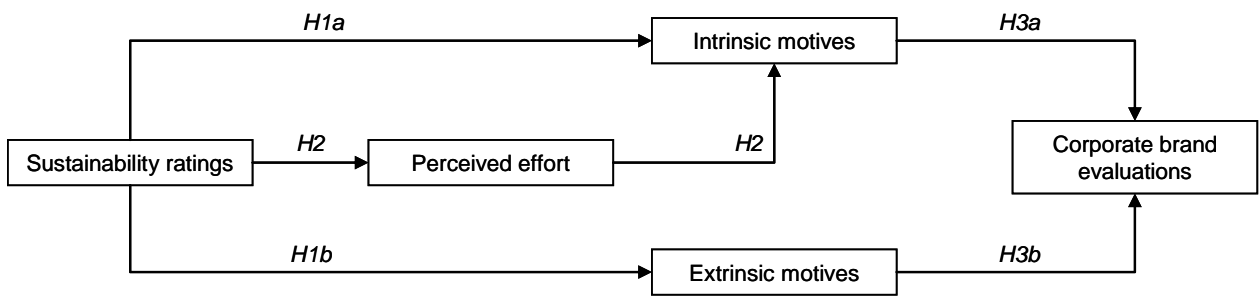 H1a
Intrinsic motives
H3a
Sustainability ratings
H2
Perceived effort
H2
Corporate brand
evaluations
H1b
Extrinsic motives
H3b